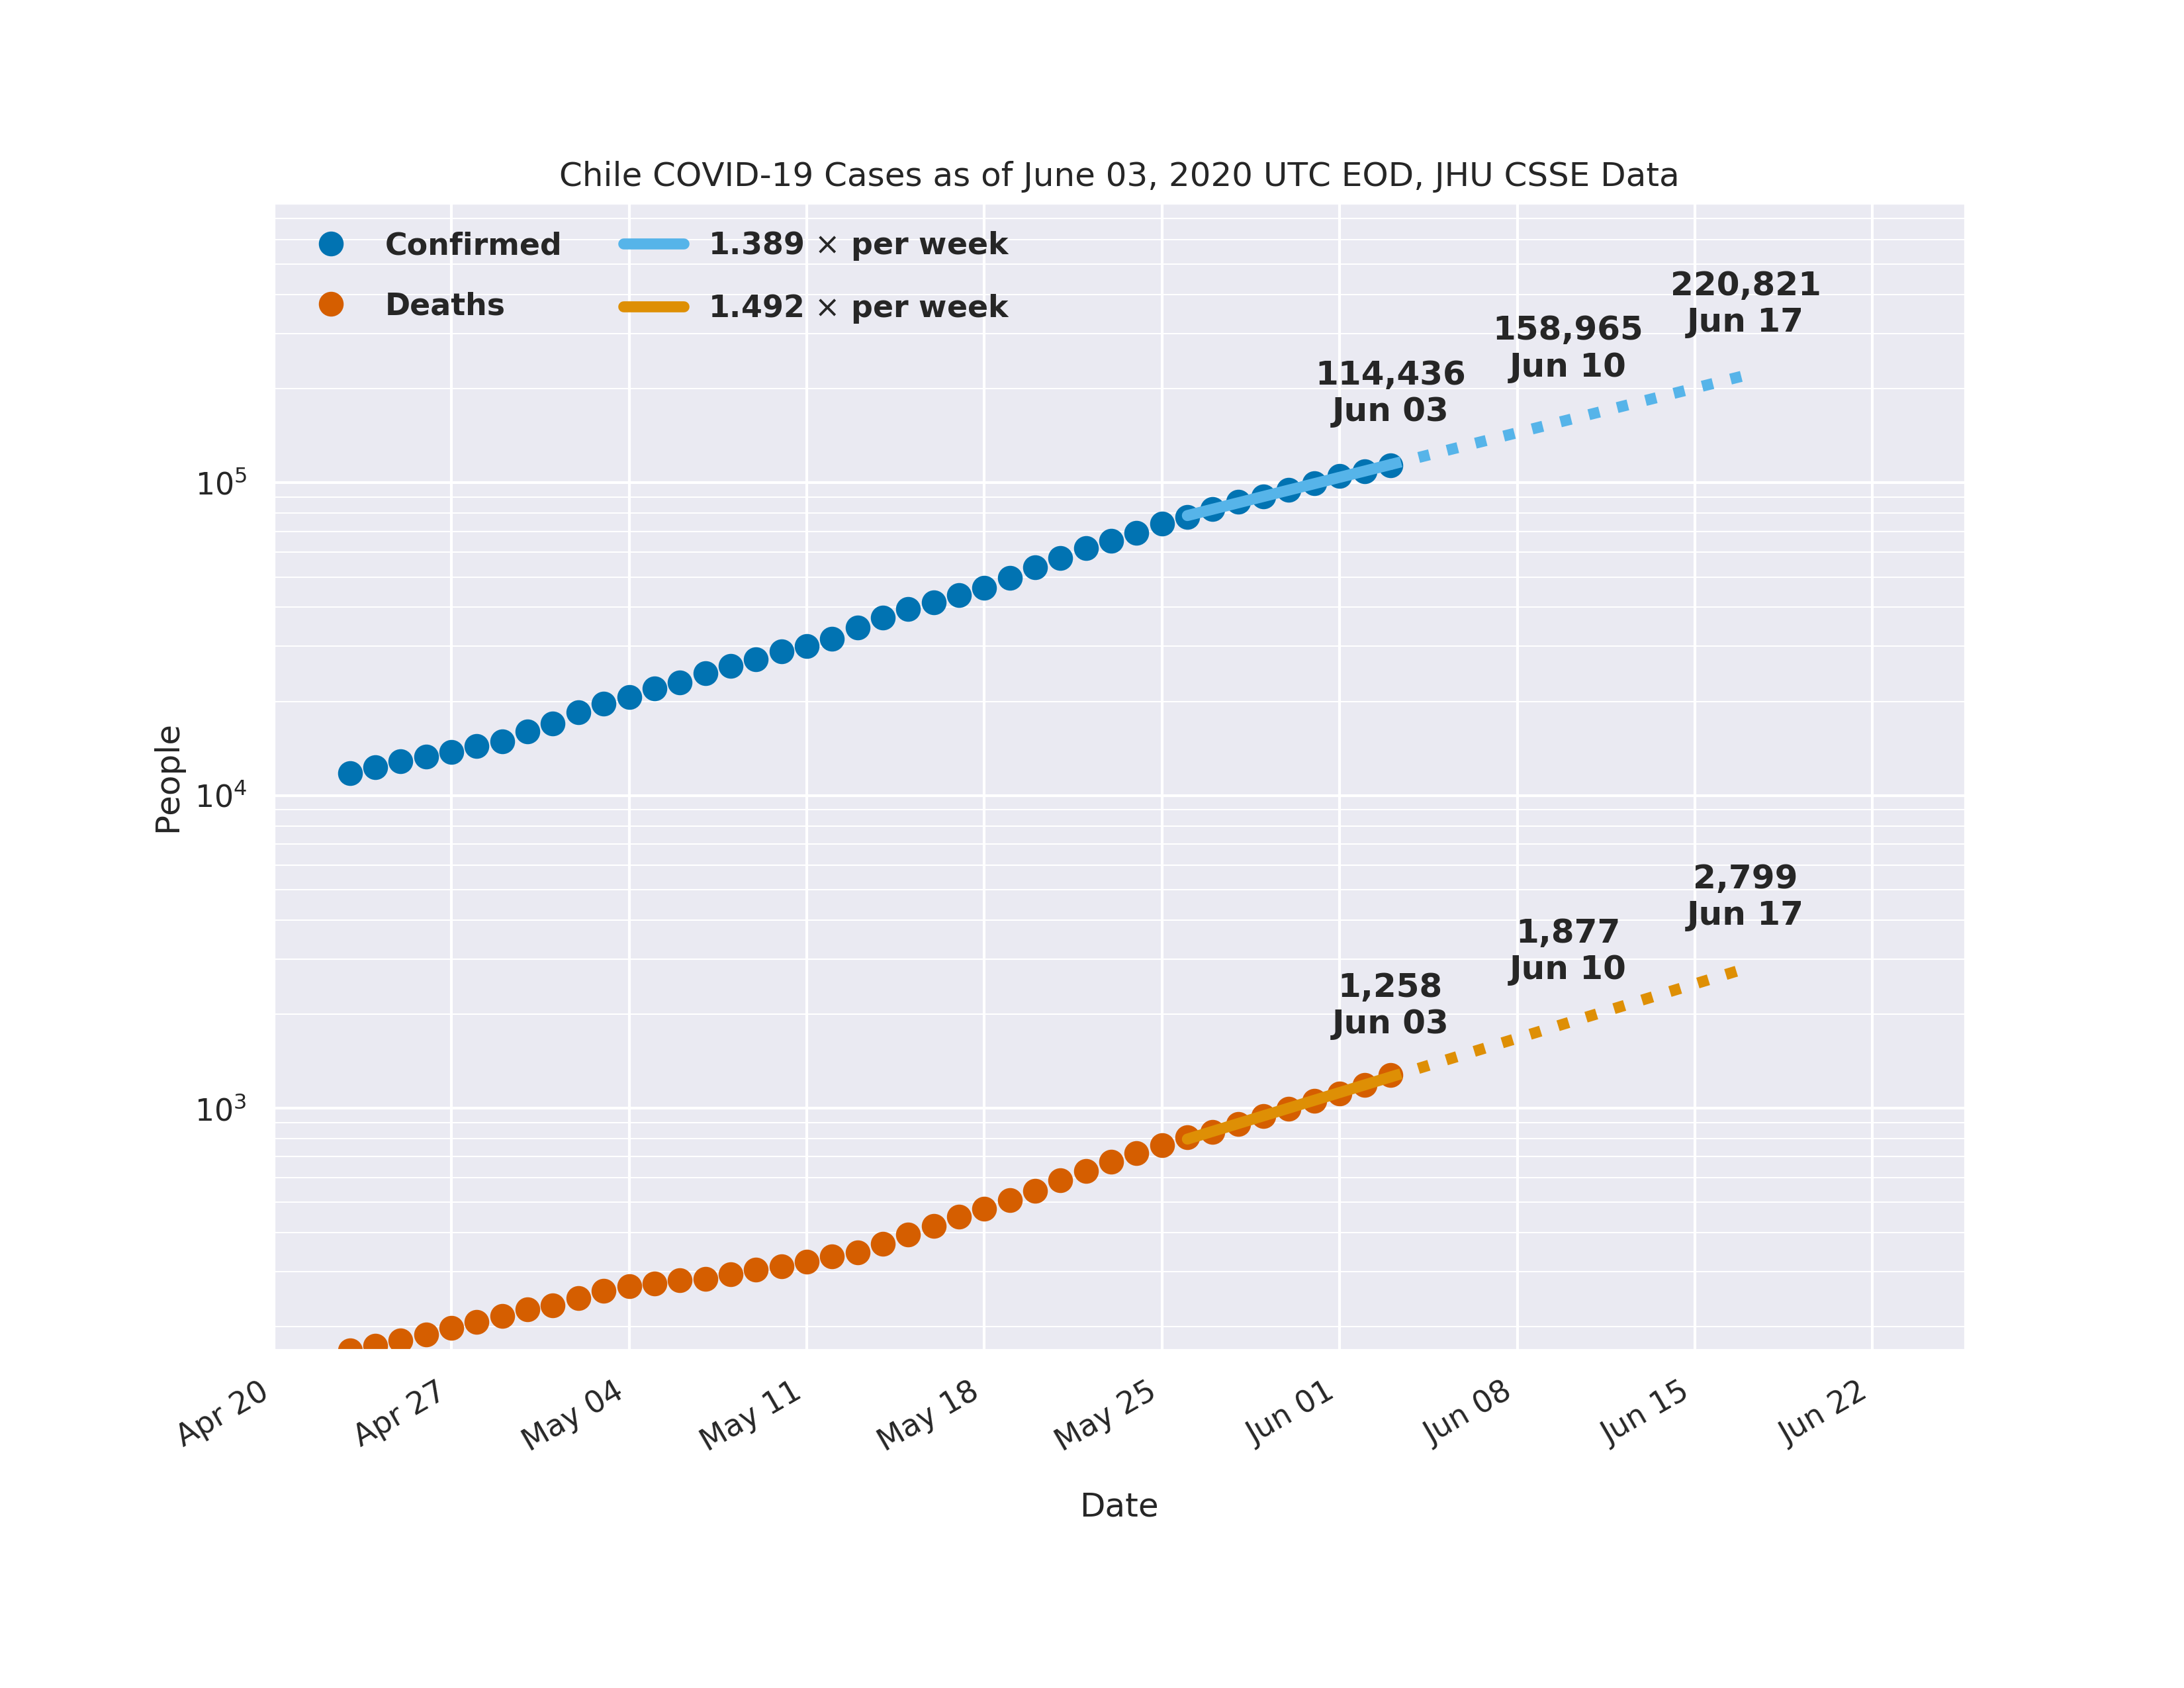 Chile COVID-19 Cases as of June 03, 2020 UTC EOD, JHU CSSE Data
Confirmed
Deaths
1.389 × per week
1.492 × per week
220,821
Jun 17
158,965
Jun 10
114,436
Jun 03
2,799
Jun 17
1,877
Jun 10
1,258
Jun 03
People
10⁵
10⁴
10³
Apr 20
Apr 27
May 04
May 11
May 18
May 25
Jun 01
Jun 08
Jun 15
Jun 22
Date